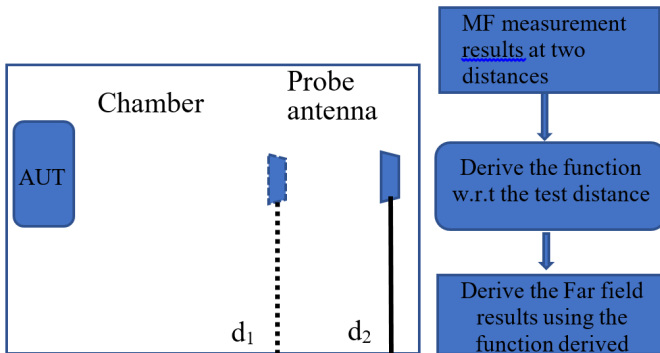 Chamber
Probe
antenna
AUT
d₁
d₂
MF measurement
results at two
distances
Derive the function
w.r.t the test distance
Derive the Far field
results using the
function derived